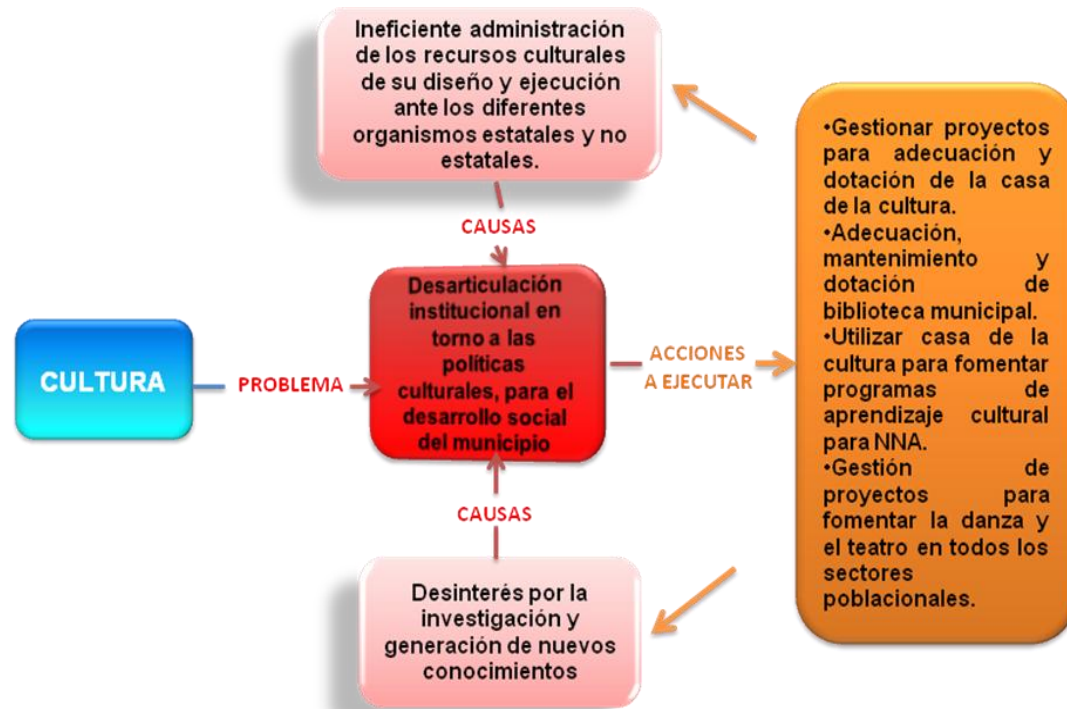 Ineficiente administración
de los recursos culturales
de su diseño y ejecución
ante los diferentes
organismos estatales y no
estatales.
CAUSAS
CULTURA
PROBLEMA
Desarticulación
institucional en
torno a las
políticas
culturales, para el
desarrollo social
del municipio
ACCIONES
A EJECUTAR
•Gestionar proyectos
para adecuación y
dotación de la casa
de la cultura.
•Adecuación,
mantenimiento y
dotación de
biblioteca municipal.
•Utilizar casa de la
cultura para fomentar
programas de
aprendizaje cultural
para NNA.
•Gestión de
proyectos para
fomentar la danza y
el teatro en todos los
sectores
poblacionales.
CAUSAS
Desinterés por la
investigación y
generación de nuevos
conocimientos